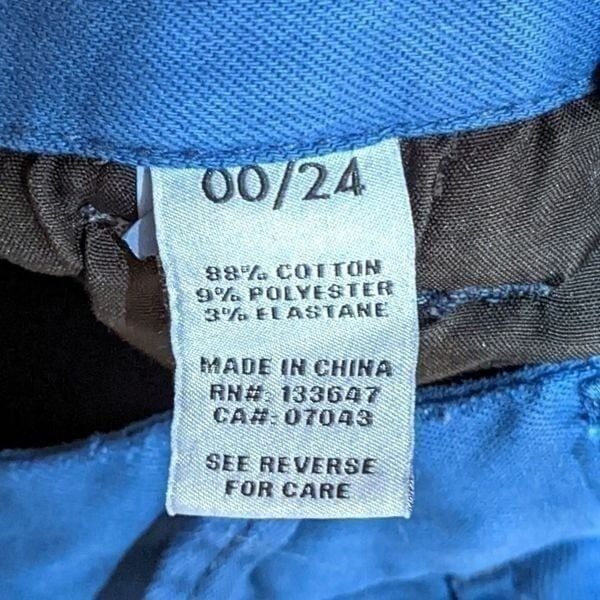 00/24
88% COTTON
9% POLYESTER
3% ELASTANE
MADE IN CHINA
RN#: 133647
CA#: 07043
SEE REVERSE
FOR CARE